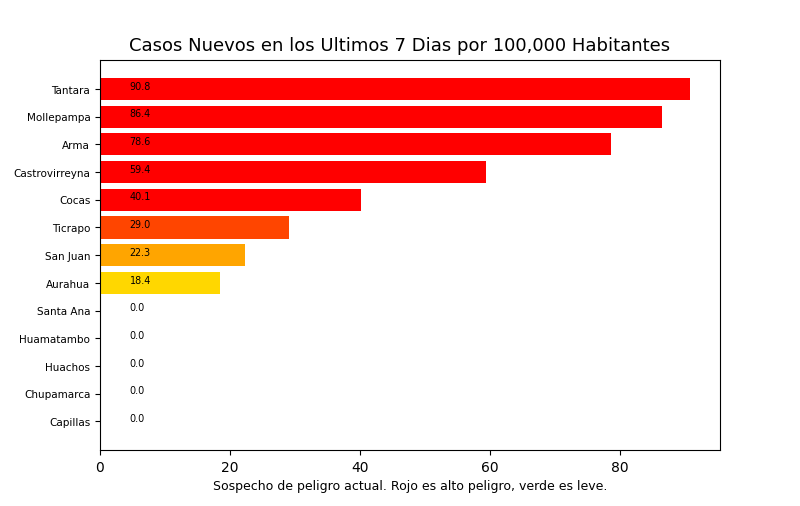 Casos Nuevos en los Ultimos 7 Dias por 100,000 Habitantes
Tantara 90.8
Mollepampa 86.4
Arma 78.6
Castrovirreyna 59.4
Cocas 40.1
Ticrapo 29.0
San Juan 22.3
Aurahua 18.4
Santa Ana 0.0
Huamatambo 0.0
Huachos 0.0
Chupamarca 0.0
Capillas 0.0
0 20 40 60 80
Sospecho de peligro actual. Rojo es alto peligro, verde es leve.